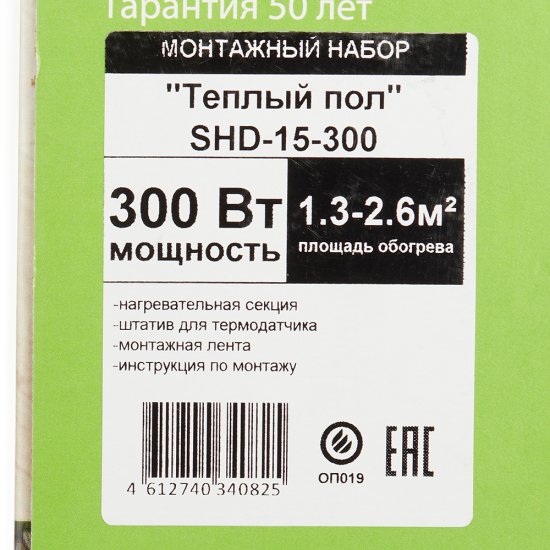 Гарантия 50 лет
МОНТАЖНЫЙ НАБОР
"Теплый пол"
SHD-15-300
300 Вт
мощность
1.3-2.6м²
площадь обогрева
-нагревательная секция
-штатив для термодатчика
-монтажная лента
-инструкция по монтажу
4 612740 340825
ОП019
EAC